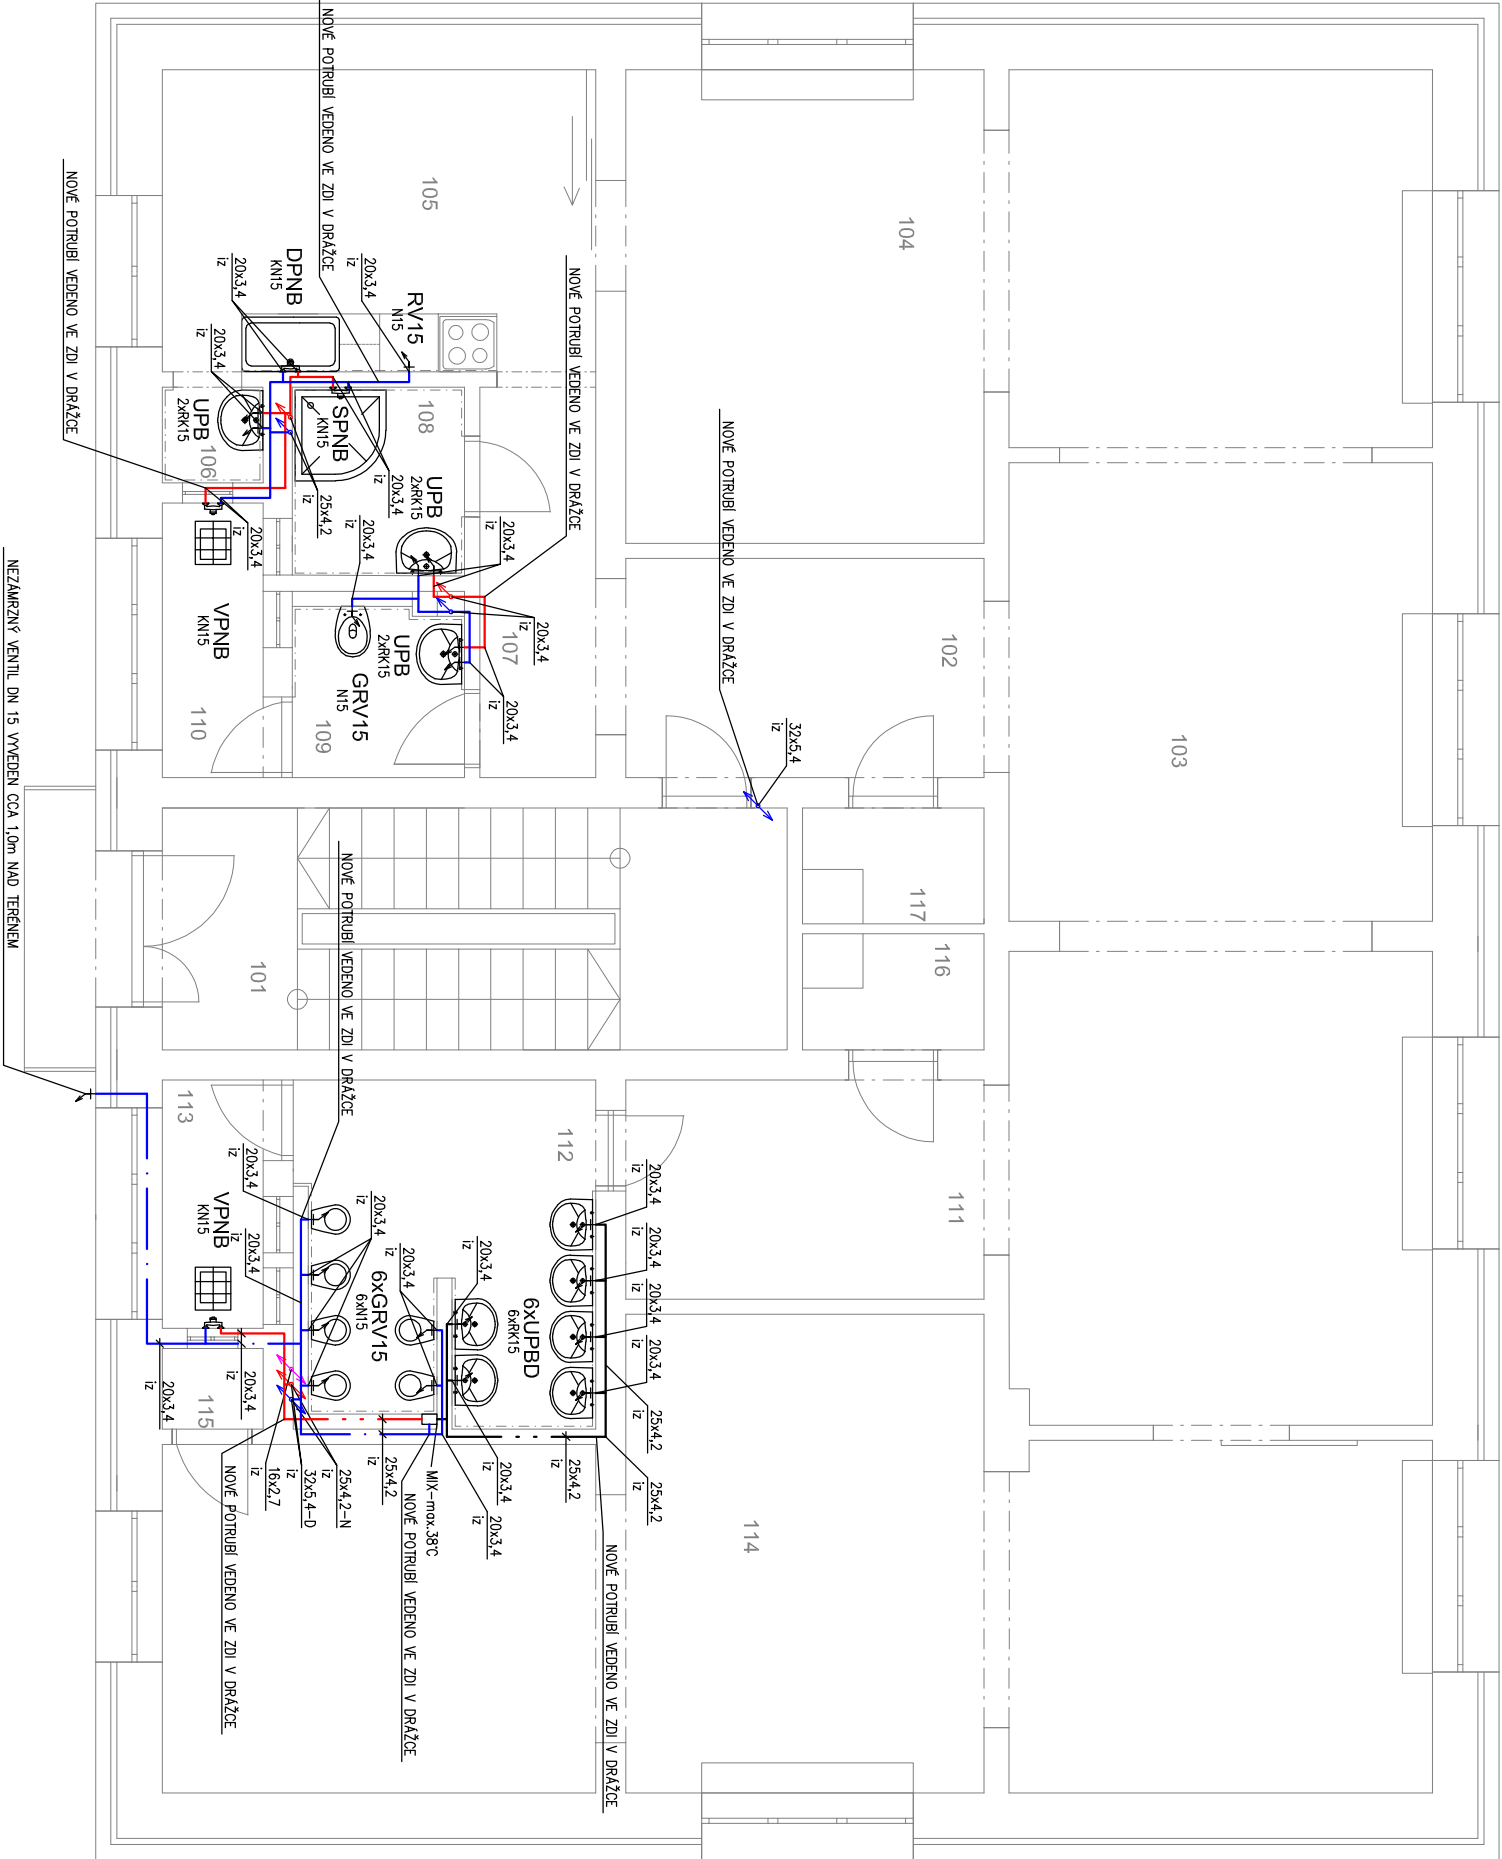 NOVÉ POTRUBÍ VEDENO VE ZDI V DRÁŽCE
NOVÉ POTRUBÍ VEDENO VE ZDI V DRÁŽCE
NOVÉ POTRUBÍ VEDENO VE ZDI V DRÁŽCE
NOVÉ POTRUBÍ VEDENO VE ZDI V DRÁŽCE
NEZÁMRZNÝ VENTIL DN 15 VYVEDEN CCA 1,0m NAD TERÉNEM
105
104
DPNB
KN15
20x3,4
iz
20x3,4
iz
RV15
N15
20x3,4
iz
UPB
2xRK15
106
SPNB
KN15
108
UPB
2xRK15
20x3,4
iz
25x4,2
iz
20x3,4
iz
20x3,4
iz
20x3,4
iz
VPNB
KN15
110
UPB
2xRK15
GRV15
N15
109
107
20x3,4
iz
20x3,4
iz
102
103
32x5,4
iz
117
116
101
NOVÉ POTRUBÍ VEDENO VE ZDI V DRÁŽCE
113
112
111
20x3,4
iz
20x3,4
iz
VPNB
KN15
20x3,4
iz
20x3,4
iz
20x3,4
iz
20x3,4
iz
20x3,4
iz
20x3,4
iz
20x3,4
iz
6xGRV15
6xN15
6xUPBD
6xRK15
20x3,4
iz
20x3,4
iz
115
25x4,2
iz
25x4,2
iz
25x4,2
iz
25x4,2
iz
20x3,4
iz
20x3,4
iz
MIX-max.38°C
25x4,2-N
iz
32x5,4-D
iz
16x2,7
iz
114
NOVÉ POTRUBÍ VEDENO VE ZDI V DRÁŽCE
NOVÉ POTRUBÍ VEDENO VE ZDI V DRÁŽCE
NOVÉ POTRUBÍ VEDENO VE ZDI V DRÁŽCE